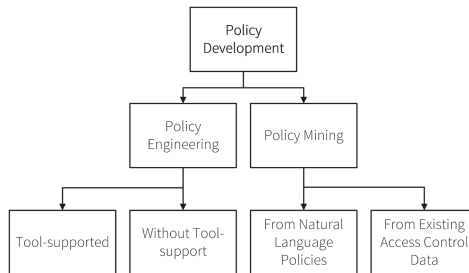 Policy
Development
Policy
Engineering
Policy Mining
Tool-supported
Without Tool-
support
From Natural
Language
Policies
From Existing
Access Control
Data